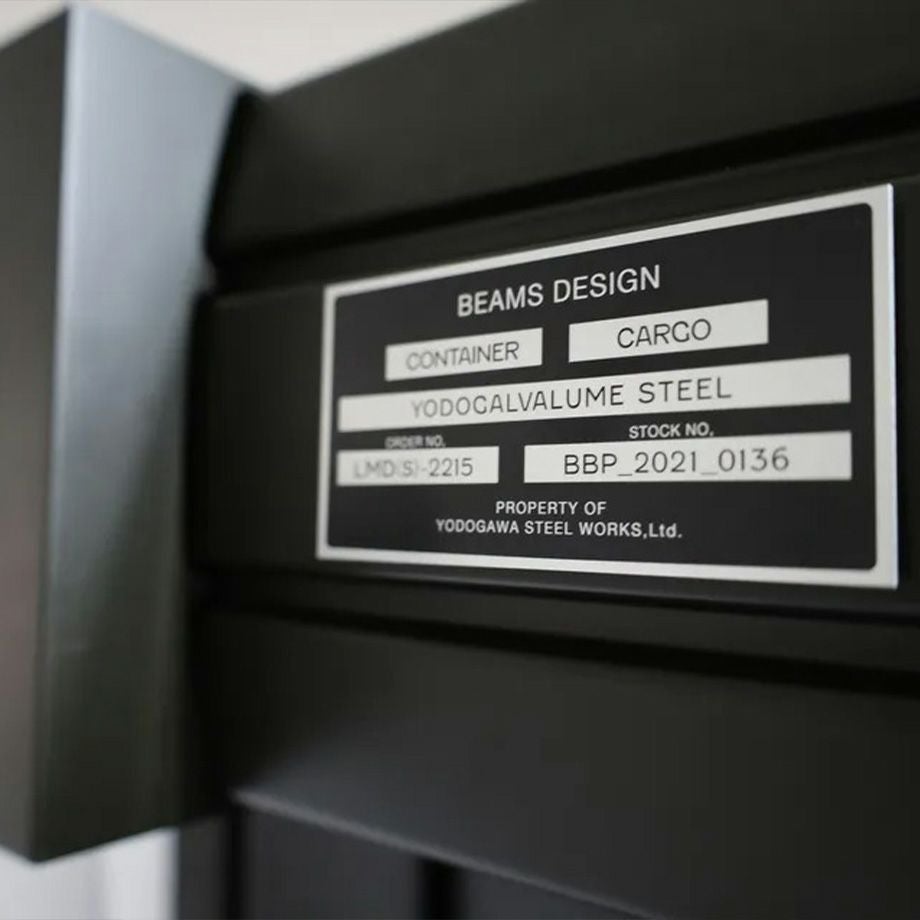 BEAMS DESIGN
CONTAINER CARGO
YODOGALVALUME STEEL
ORDER NO. STOCK NO.
LMD(S)-2215 BBP_2021_0136
PROPERTY OF
YODOGAWA STEEL WORKS,Ltd.